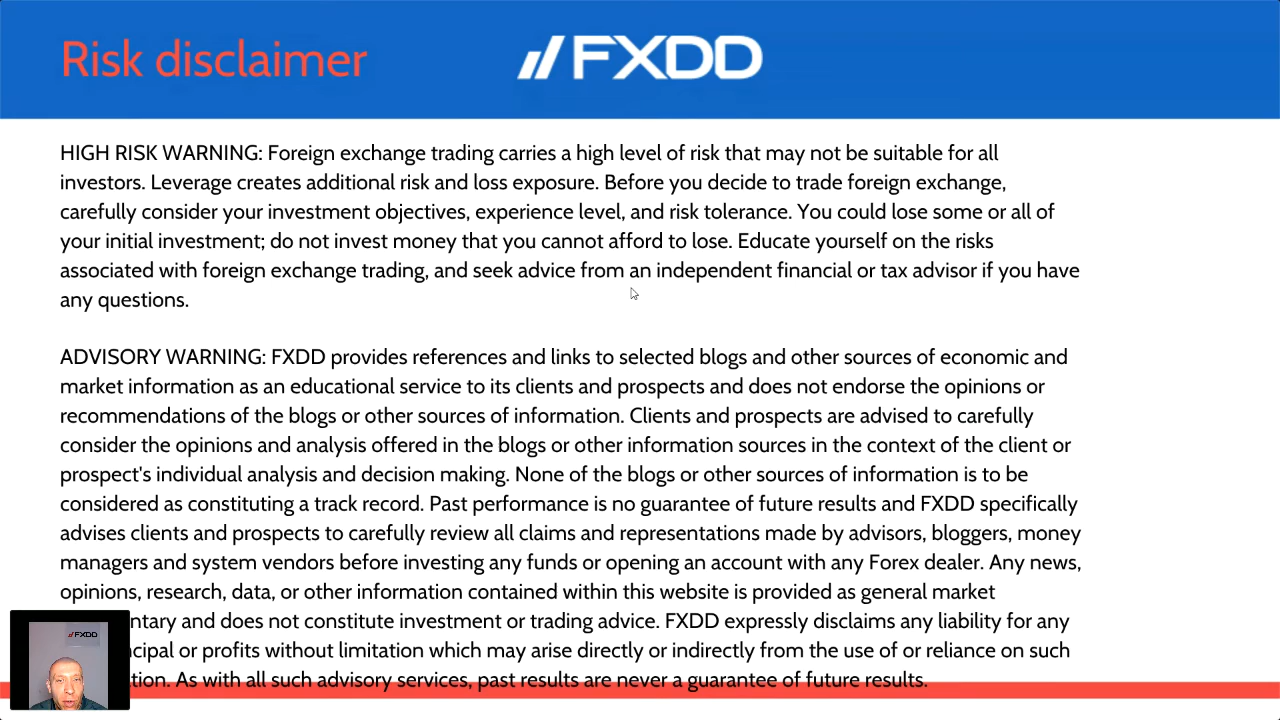 Risk disclaimer
FXDD
HIGH RISK WARNING: Foreign exchange trading carries a high level of risk that may not be suitable for all
investors. Leverage creates additional risk and loss exposure. Before you decide to trade foreign exchange,
carefully consider your investment objectives, experience level, and risk tolerance. You could lose some or all of
your initial investment; do not invest money that you cannot afford to lose. Educate yourself on the risks
associated with foreign exchange trading, and seek advice from an independent financial or tax advisor if you have
any questions.
ADVISORY WARNING: FXDD provides references and links to selected blogs and other sources of economic and
market information as an educational service to its clients and prospects and does not endorse the opinions or
recommendations of the blogs or other sources of information. Clients and prospects are advised to carefully
consider the opinions and analysis offered in the blogs or other information sources in the context of the client or
prospect's individual analysis and decision making. None of the blogs or other sources of information is to be
considered as constituting a track record. Past performance is no guarantee of future results and FXDD specifically
advises clients and prospects to carefully review all claims and representations made by advisors, bloggers, money
managers and system vendors before investing any funds or opening an account with any Forex dealer. Any news,
opinions, research, data, or other information contained within this website is provided as general market
ntary and does not constitute investment or trading advice. FXDD expressly disclaims any liability for any
cipal or profits without limitation which may arise directly or indirectly from the use of or reliance on such
tion. As with all such advisory services, past results are never a guarantee of future results.
FXDD